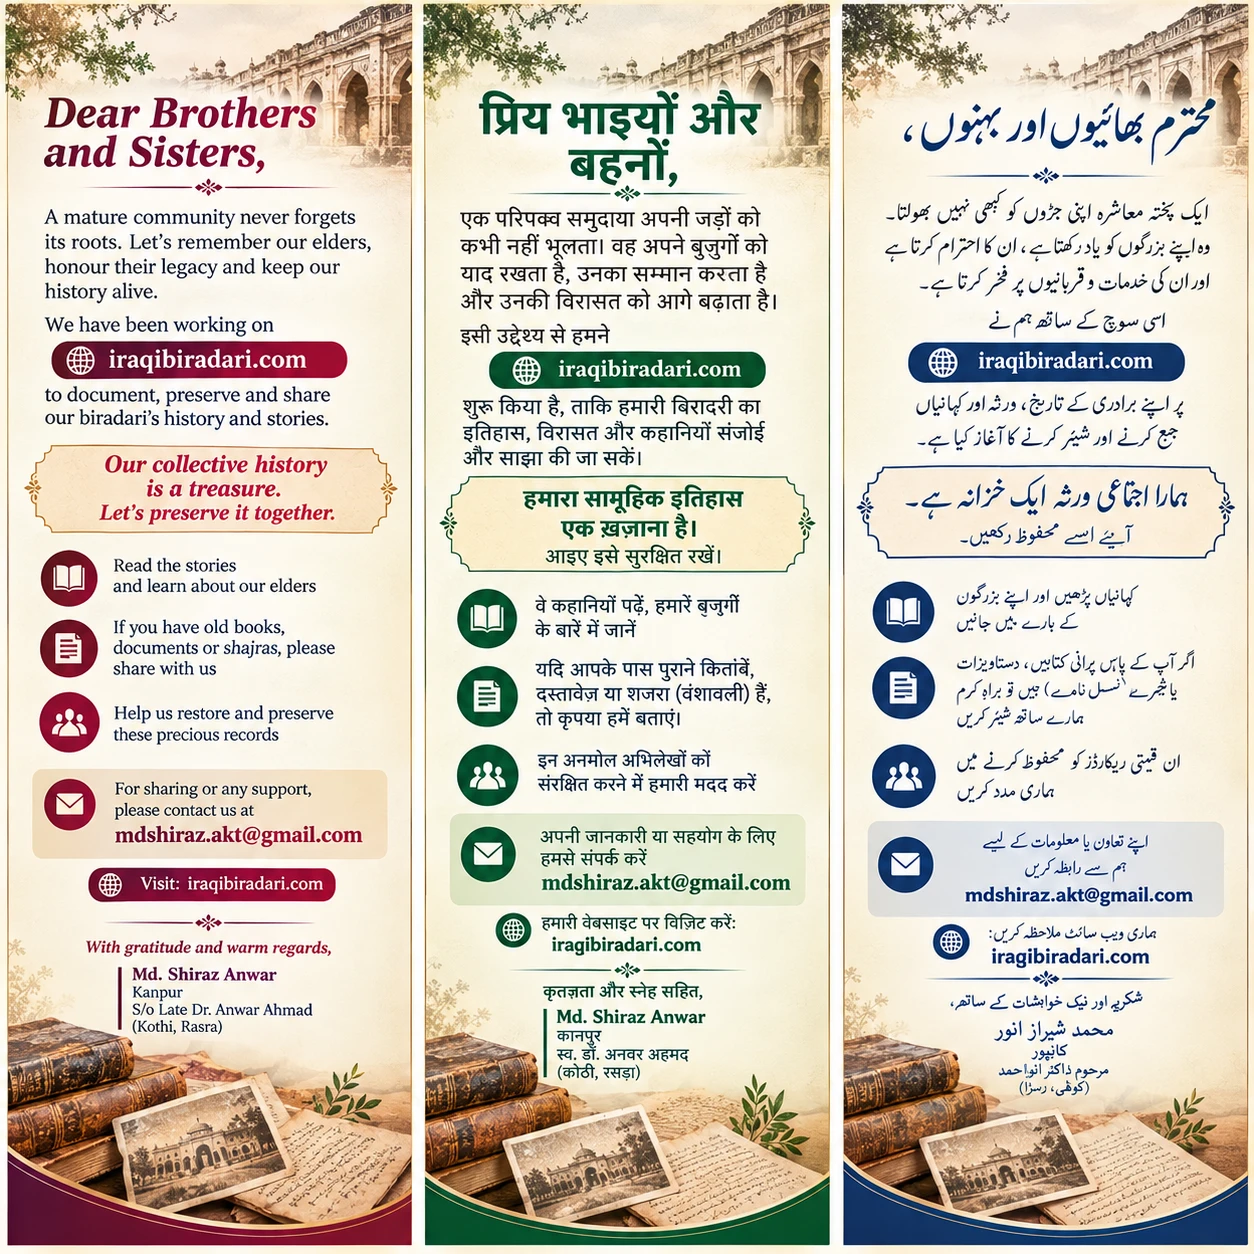 Dear Brothers
and Sisters,
A mature community never forgets
its roots. Let's remember our elders,
honour their legacy and keep our
history alive.
We have been working on
iraqibiradari.com
to document, preserve and share
our biradari's history and stories.
Our collective history
is a treasure.
Let's preserve it together.
Read the stories
and learn about our elders
If you have old books,
documents or shajras, please
share with us
Help us restore and preserve
these precious records
For sharing or any support,
please contact us at
mdshiraz.akt@gmail.com
Visit: iraqibiradari.com
With gratitude and warm regards,
Md. Shiraz Anwar
Kanpur
S/o Late Dr. Anwar Ahmad
(Kothi, Rasra)
प्रिय भाइयों और
बहनों,
एक परिपक्व समुदाया अपनी जड़ों को
कभी नहीं भूलता। वह अपने बुजुर्गो को
याद रखता है, उनका सम्मान करता है
और उनकी विरासत को आगे बढ़ाता है।
इसी उद्देथ्य से हमने
iraqibiradari.com
शुरू किया है, ताकि हमारी बिरादरी का
इतिहास, विरासत और कहानियों संजोई
और साझा की जा सकें।
हमारा सामूहिक इतिहास
एक ख़ज़ाना है।
आइए इसे सुरक्षित रखें।
वे कहानियों पढ़ें, हमारें बुजुर्गी
के बारें में जानें
यदि आपके पास पुराने कितांबें,
दस्तावेज़ या शजरा (वंशावली) हैं,
तो कृपया हमें बताएं।
इन अनमोल अभिलेखों कों
संरक्षित करने में हमारी मदद करें
अपनी जानकारी या सहयोग के लिए
हमसे संपर्क करें
mdshiraz.akt@gmail.com
हमारी वेबसाइट पर विज़िट करें:
iragibiradari.com
कृतज़ता और स्नेह सहित,
Md. Shiraz Anwar
कानपुर
स्व. डॉ. अनवर अहमद
(कोठी, रसड़ा)
محترم بھائیوں اور بہنوں،
ایک پختہ معاشرہ اپنی جڑوں کو کبھی نہیں بھولتا۔
وہ اپنے بزرگوں کو یاد رکھتا ہے، ان کا احترام کرتا ہے
اور ان کی خدمات و قربانیوں پر فخر کرتا ہے۔
اسی سوچ کے ساتھ ہم نے
iraqibiradari.com
پر اپنے برادری کے تاریخ، ورثہ اور کہانیاں
جمع کرنے اور شیئر کرنے کا آغاز کیا ہے۔
ہمارا اجتماعی ورثہ ایک خزانہ ہے۔
آیئے اسے محفوظ رکھیں۔
کہانیاں پڑھیں اور اپنے بزرگون
کے بارے میں جانیں
اگر آپ کے پاس پرانی کتابیں، دستاویزات
یا شجرے نسل نامے) ہیں تو براہ کرم
ہمارے ساتھ شیئر کریں
ان قیمتی ریکارڈز کو محفوظ کرنے میں
ہماری مدد کریں
اپنے تعاون یا معلومات کے لیے
ہم سے رابطہ کریں
mdshiraz.akt@gmail.com
ہماری ویب سائٹ ملاحظہ کریں:
iragibiradari.com
شکریہ اور نیک خواہشات کے ساتھ،
محمد شیراز انور
کانپور
مرحوم ڈاکٹر انور احمد
(کوٹھی، رسڑا)